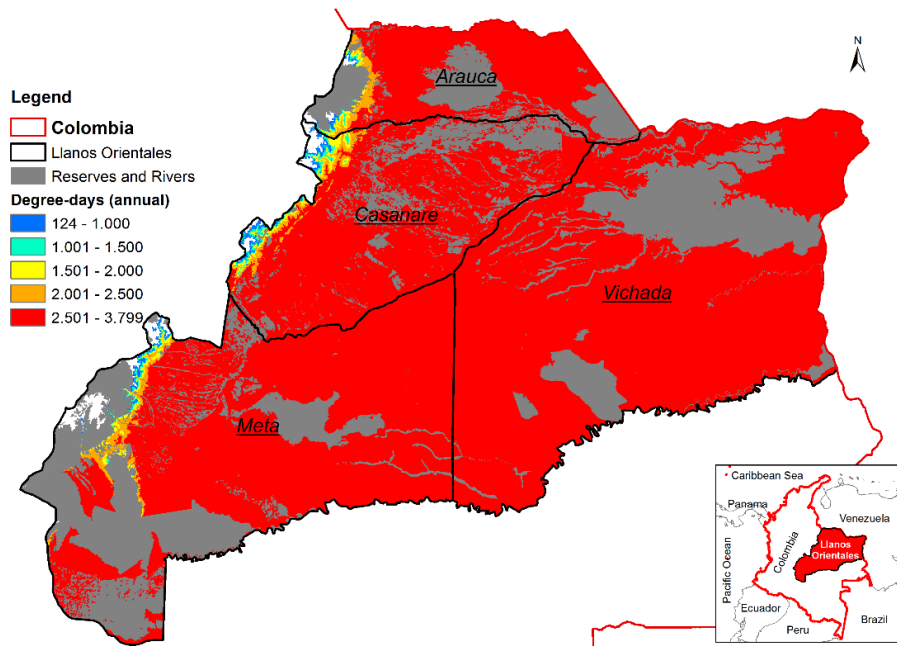 N
Legend
Colombia
Llanos Orientales
Reserves and Rivers
Degree-days (annual)
124 - 1.000
1.001 - 1.500
1.501 - 2.000
2.001 - 2.500
2.501 - 3.799
Arauca
Casanare
Vichada
Meta
Caribbean Sea
Panama
Venezuela
Pacific Ocean
Colombia
Llanos
Orientales
Ecuador
Brazil
Peru